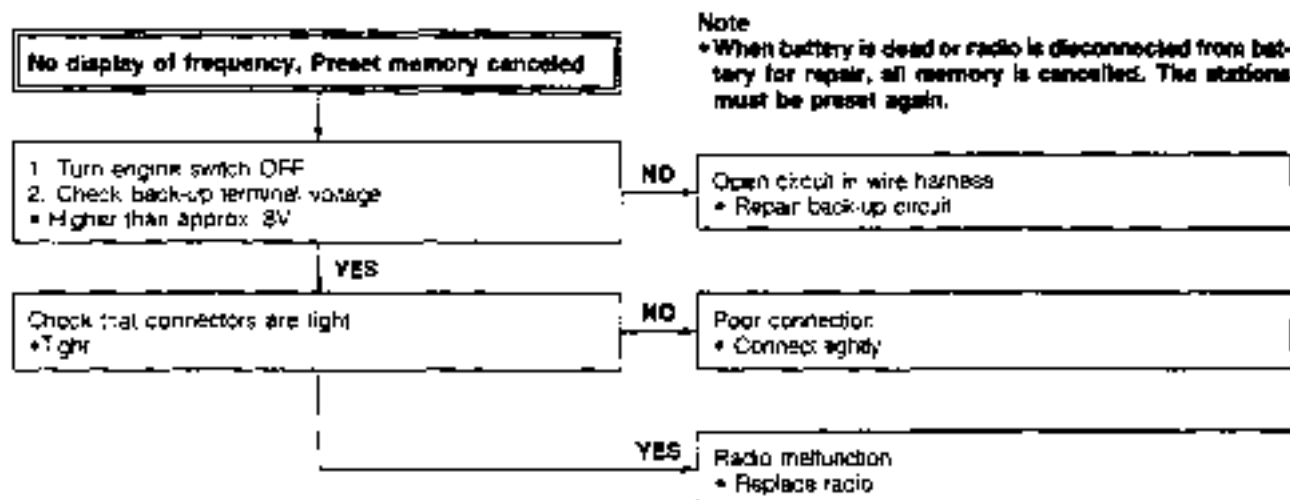 Note
• When battery is dead or radio is disconnected from bat-
tery for repair, all memory is cancelled. The stations
must be preset again.
No display of frequency, Preset memory canceled
1. Turn engine switch OFF
2. Check back-up terminal voltage
• Higher than approx. 8V
NO
Open circuit in wire harness
• Repair back-up circuit
YES
Check that connectors are tight
• Tight
NO
Poor connection
• Connect tightly
YES
Radio malfunction
• Replace radio